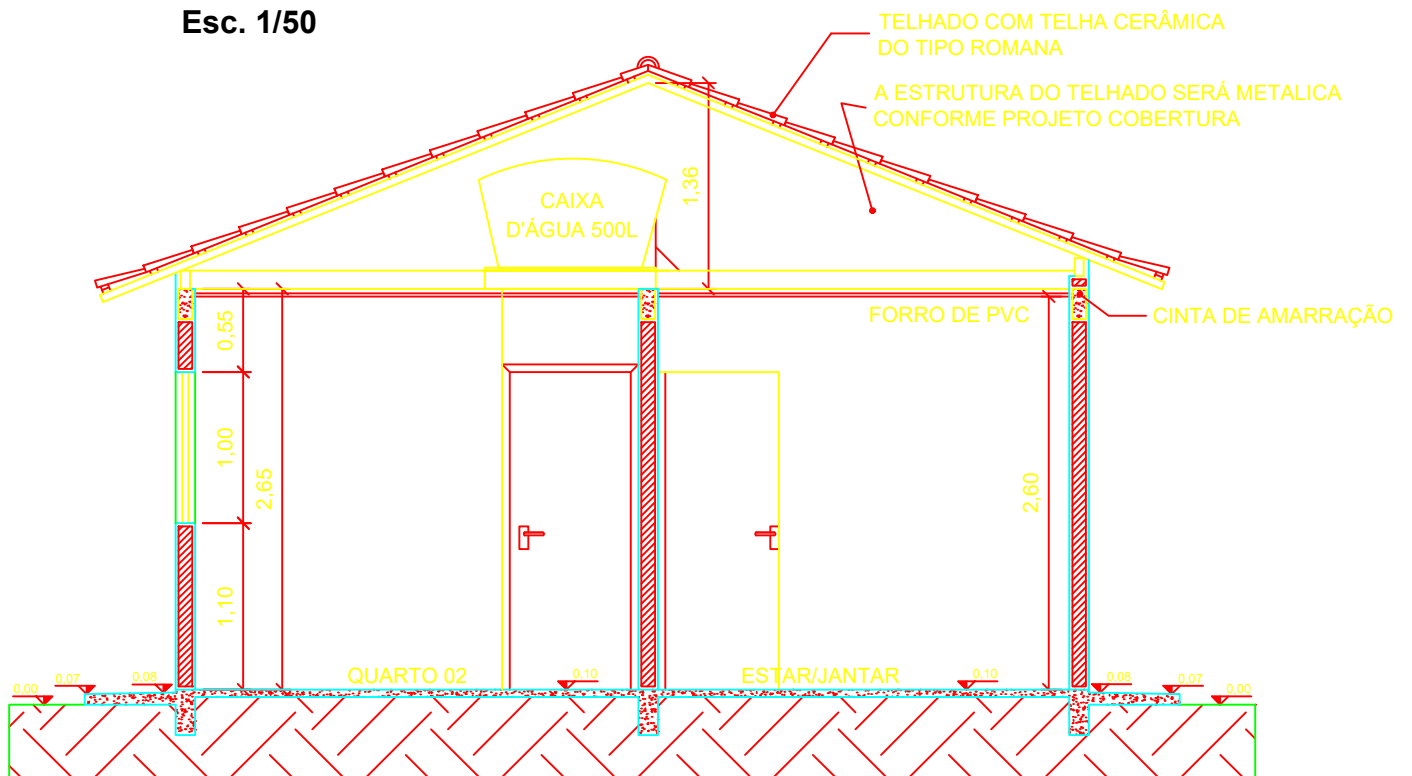 Esc. 1/50
TELHADO COM TELHA CERÂMICA
DO TIPO ROMANA
A ESTRUTURA DO TELHADO SERÁ METALICA
CONFORME PROJETO COBERTURA
1,36
CAIXA
D'ÁGUA 500L
FORRO DE PVC
CINTA DE AMARRAÇÃO
0,55
1,00
2,65
2,60
1,10
QUARTO 02
ESTAR/JANTAR
0,00
0,07
0,08
0,10
0,10
0,08
0,07
0,00